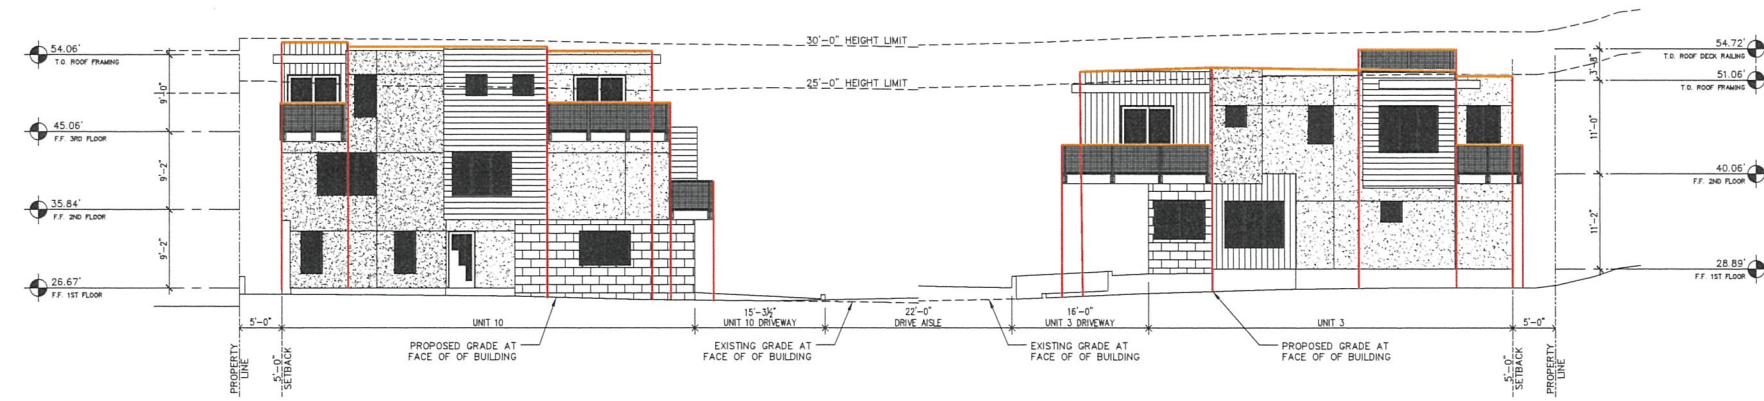 30'-0" HEIGHT LIMIT
25'-0" HEIGHT LIMIT
54.06'
T.O. ROOF FRAMING
9'-0"
45.06'
F.F. 3RD FLOOR
9'-2"
35.84'
F.F. 2ND FLOOR
9'-2"
26.67'
F.F. 1ST FLOOR
54.72'
T.O. ROOF DECK RAILING
3'-8"
51.06'
T.O. ROOF FRAMING
11'-0"
40.06'
F.F. 2ND FLOOR
11'-2"
28.89'
F.F. 1ST FLOOR
5'-0"
UNIT 10
15'-3½"
UNIT 10 DRIVEWAY
22'-0"
DRIVE AISLE
16'-0"
UNIT 3 DRIVEWAY
UNIT 3
5'-0"
PROPERTY
LINE
5'-0"
SETBACK
PROPOSED GRADE AT
FACE OF OF BUILDING
EXISTING GRADE AT
FACE OF OF BUILDING
EXISTING GRADE AT
FACE OF OF BUILDING
PROPOSED GRADE AT
FACE OF OF BUILDING
5'-0"
SETBACK
PROPERTY
LINE